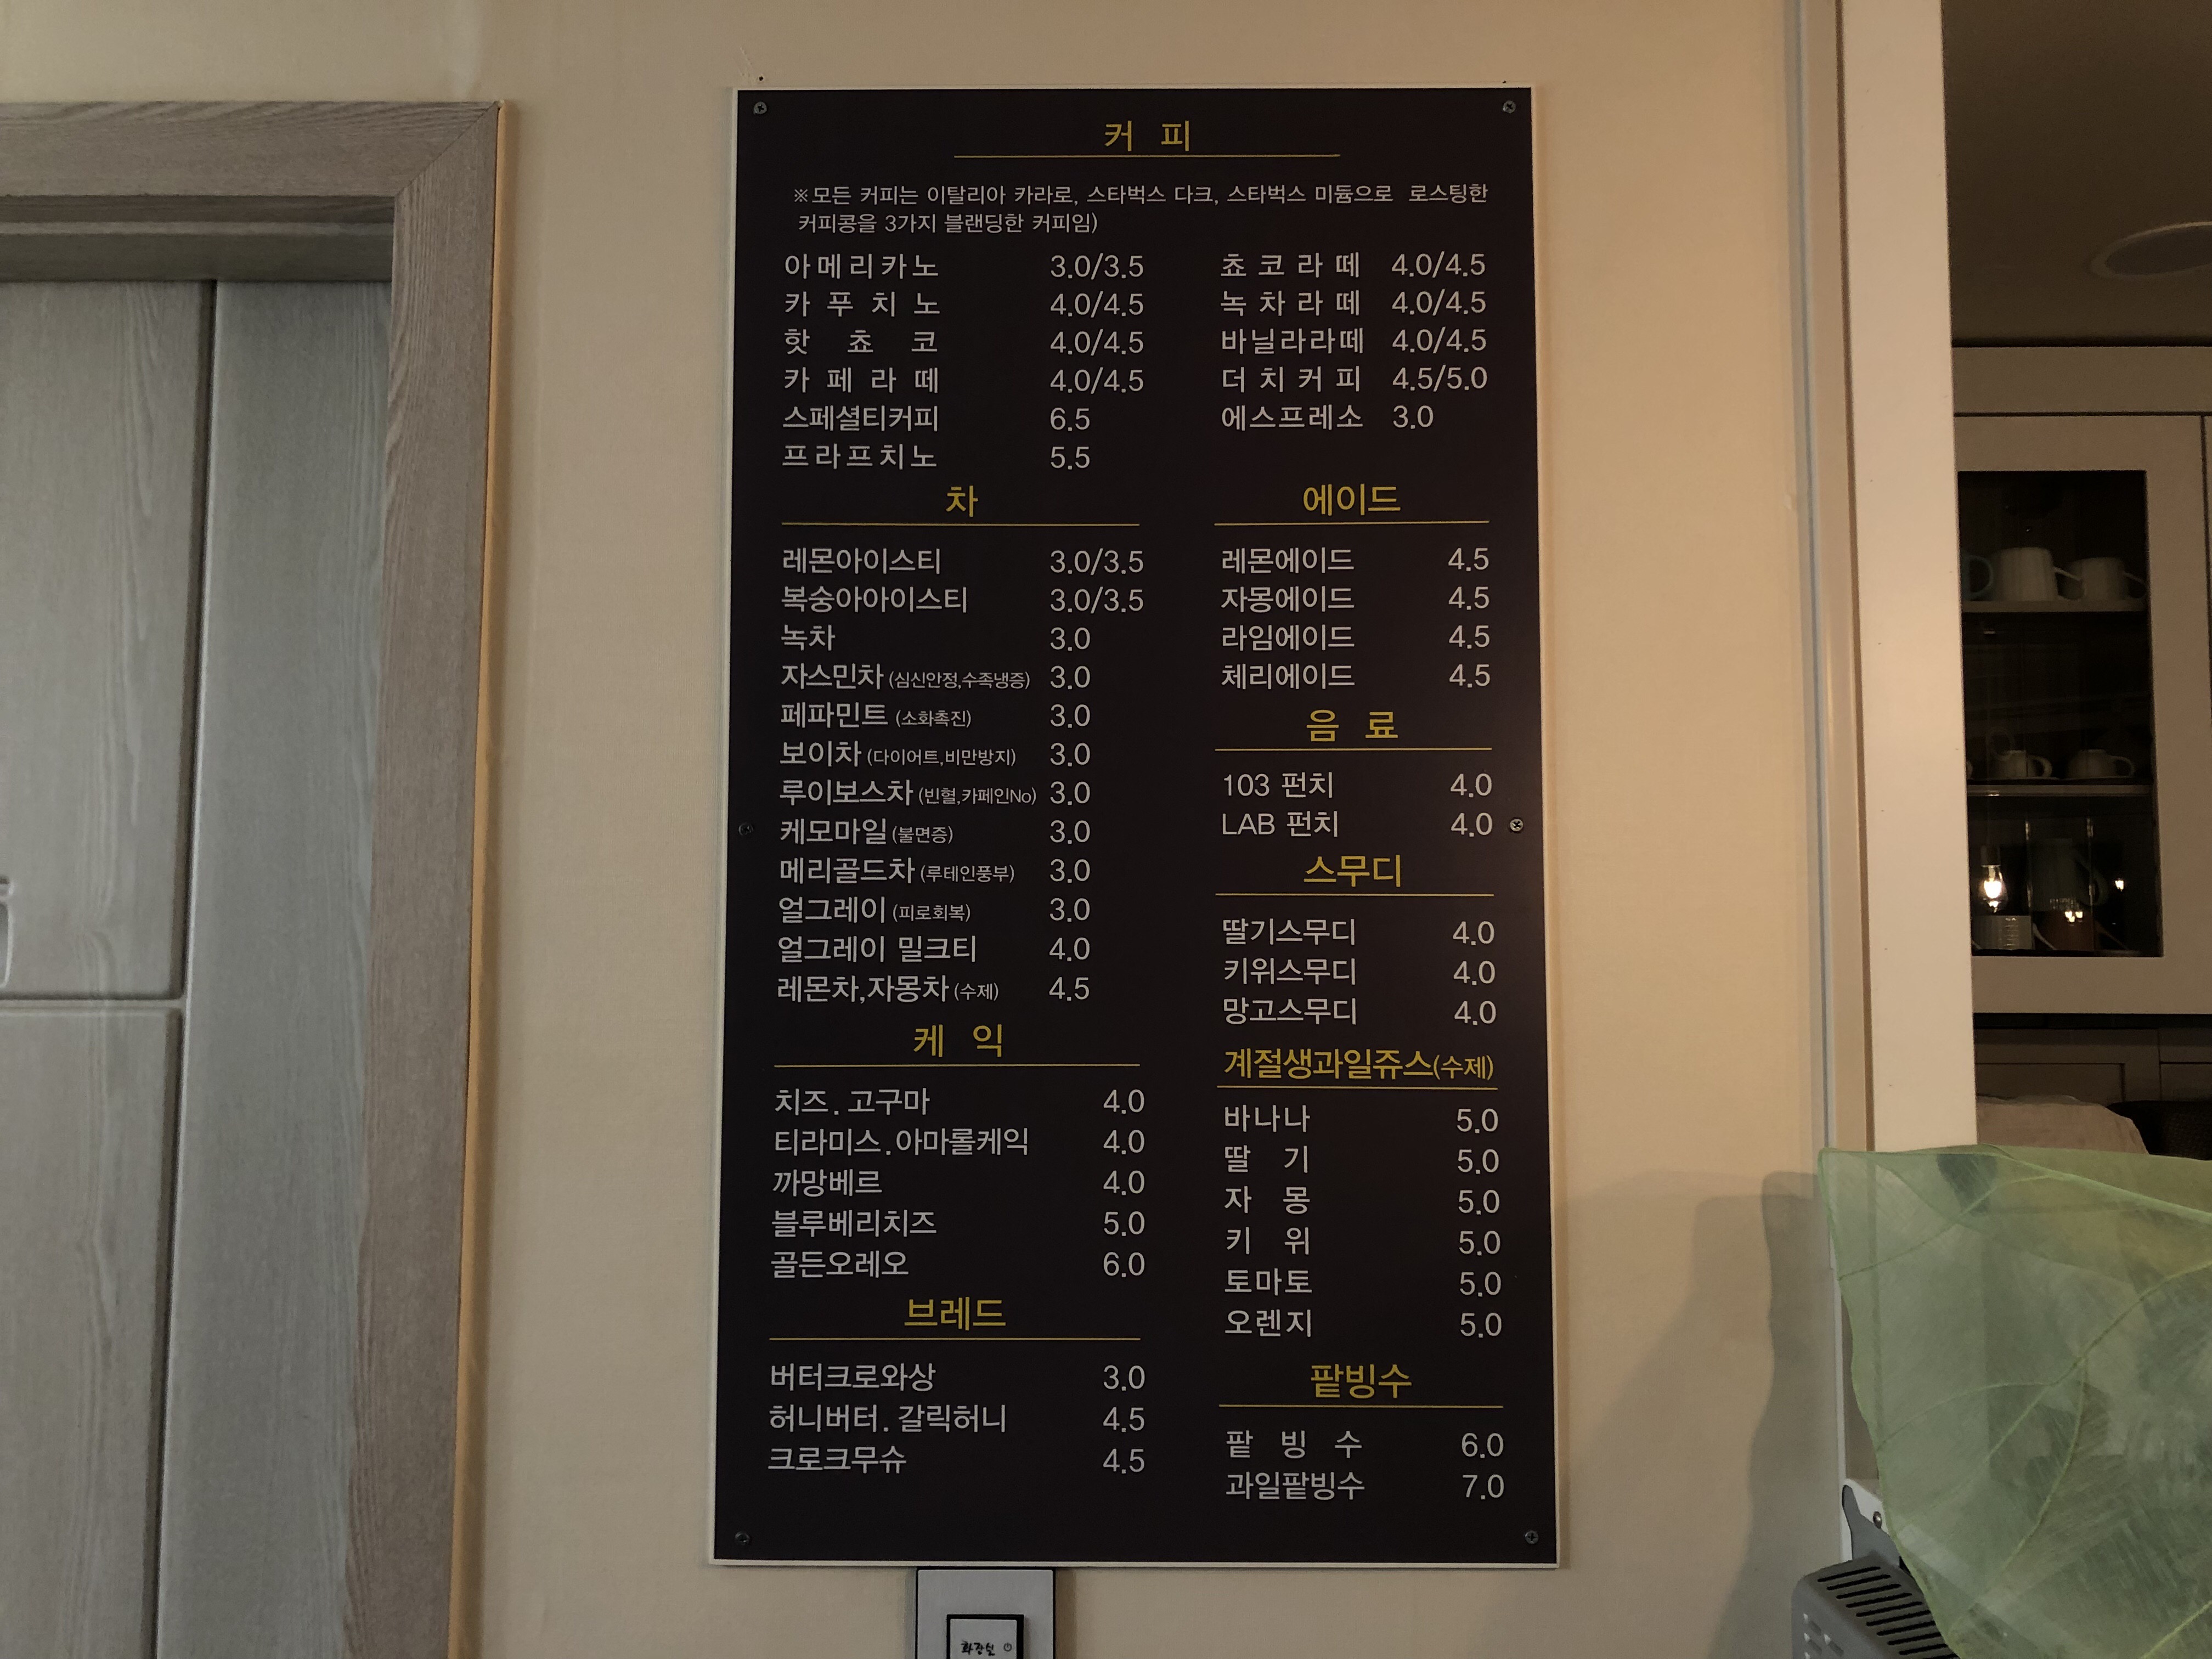 커 피
※모든 커피는 이탈리아 카라로, 스타벅스 다크, 스타벅스 미듐으로 로스팅한
커피콩을 3가지 블랜딩한 커피임)
아메리카노 3.0/3.5
카 푸 치 노 4.0/4.5
핫 쵸 코 4.0/4.5
카 페 라 떼 4.0/4.5
스페셜티커피 6.5
프라프치노 5.5
쵸 코 라 떼 4.0/4.5
녹 차 라 떼 4.0/4.5
바닐라라떼 4.0/4.5
더 치 커 피 4.5/5.0
에스프레소 3.0
차
레몬아이스티 3.0/3.5
복숭아아이스티 3.0/3.5
녹차 3.0
자스민차 (심신안정,수족냉증) 3.0
페파민트 (소화촉진) 3.0
보이차 (다이어트,비만방지) 3.0
루이보스차 (빈혈,카페인No) 3.0
케모마일 (불면증) 3.0
메리골드차 (루테인풍부) 3.0
얼그레이 (피로회복) 3.0
얼그레이 밀크티 4.0
레몬차,자몽차 (수제) 4.5
케 익
치즈 . 고구마 4.0
티라미스 . 아마롤케익 4.0
까망베르 4.0
블루베리치즈 5.0
골든오레오 6.0
브레드
버터크로와상 3.0
허니버터 . 갈릭허니 4.5
크로크무슈 4.5
에이드
레몬에이드 4.5
자몽에이드 4.5
라임에이드 4.5
체리에이드 4.5
음 료
103 펀치 4.0
LAB 펀치 4.0
스무디
딸기스무디 4.0
키위스무디 4.0
망고스무디 4.0
계절생과일쥬스(수제)
바나나 5.0
딸 기 5.0
자 몽 5.0
키 위 5.0
토마토 5.0
오렌지 5.0
팥빙수
팥 빙 수 6.0
과일팥빙수 7.0
화장실